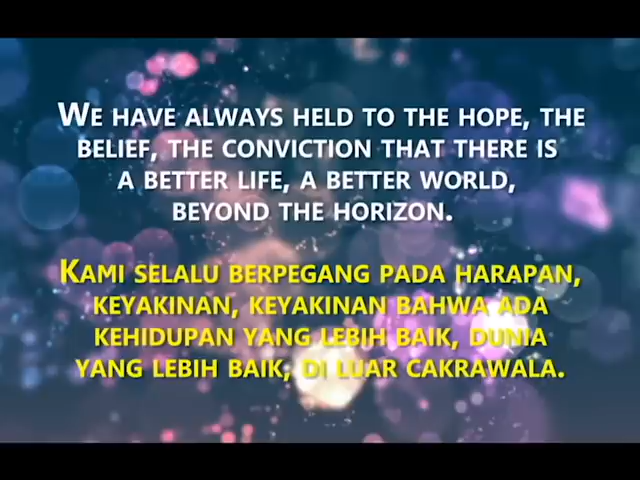 WE HAVE ALWAYS HELD TO THE HOPE, THE
BELIEF, THE CONVICTION THAT THERE IS
A BETTER LIFE, A BETTER WORLD,
BEYOND THE HORIZON.
KAMI SELALU BERPEGANG PADA HARAPAN,
KEYAKINAN, KEYAKINAN BAHWA ADA
KEHIDUPAN YANG LEBIH BAIK, DUNIA
YANG LEBIH BAIK, DI LUAR CAKRAWALA.